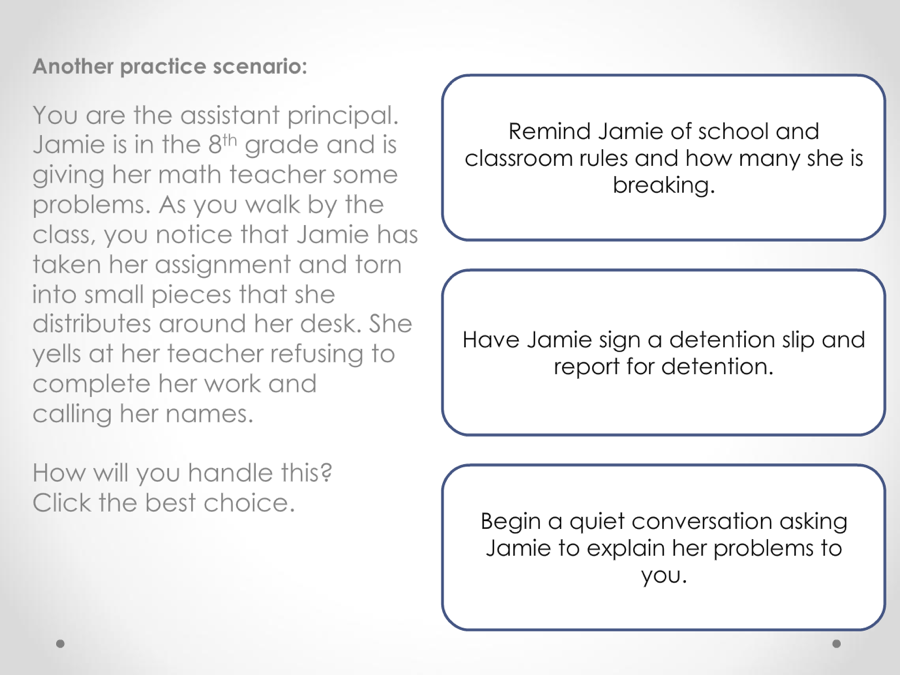 Another practice scenario:
You are the assistant principal.
Jamie is in the 8th grade and is
giving her math teacher some
problems. As you walk by the
class, you notice that Jamie has
taken her assignment and torn
into small pieces that she
distributes around her desk. She
yells at her teacher refusing to
complete her work and
calling her names.
How will you handle this?
Click the best choice.
Remind Jamie of school and
classroom rules and how many she is
breaking.
Have Jamie sign a detention slip and
report for detention.
Begin a quiet conversation asking
Jamie to explain her problems to
you.